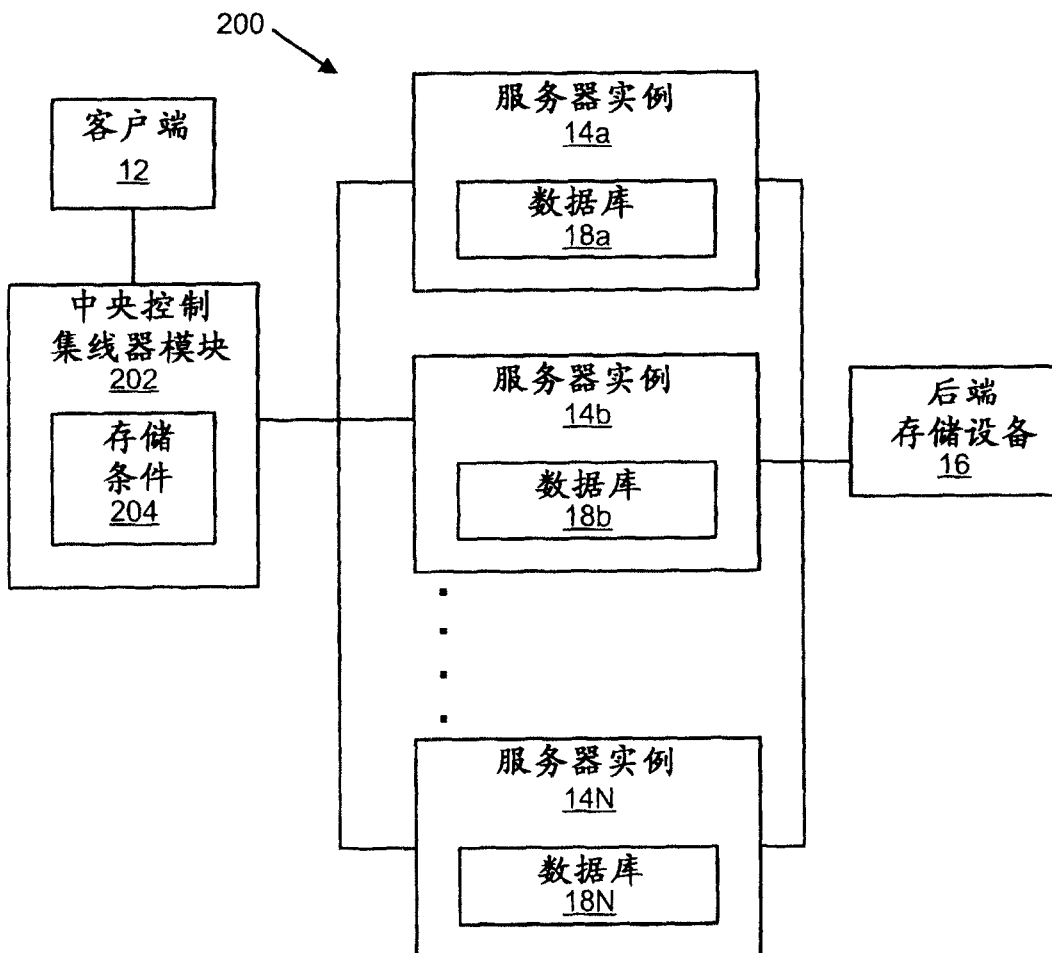 200
客户端
12
中央控制
集线器模块
202
存储
条件
204
服务器实例
14a
数据库
18a
服务器实例
14b
数据库
18b
服务器实例
14N
数据库
18N
后端
存储设备
16